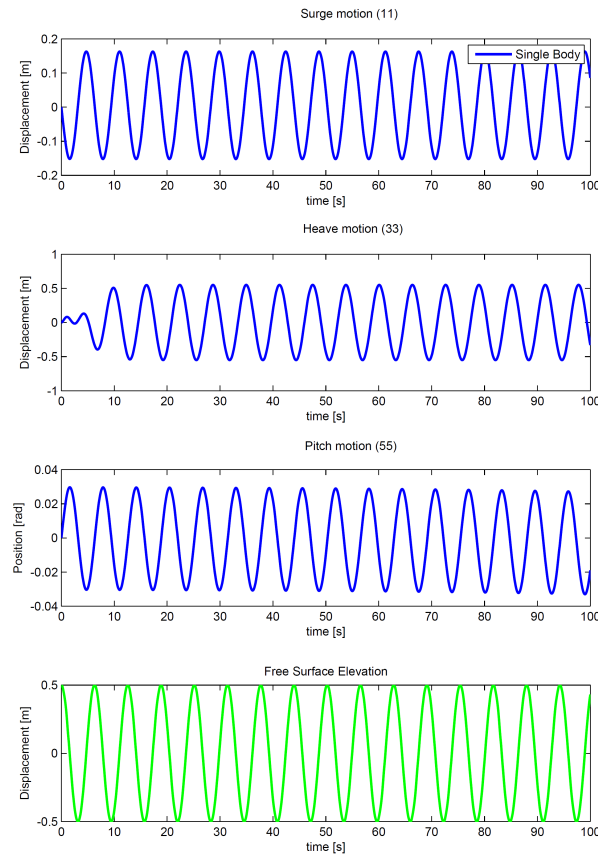 Surge motion (11)
Single Body
Displacement [m]
0.2
0.1
0
-0.1
-0.2
0 10 20 30 40 50 60 70 80 90 100
time [s]
Heave motion (33)
Displacement [m]
1
0.5
0
-0.5
-1
0 10 20 30 40 50 60 70 80 90 100
time [s]
Pitch motion (55)
Position [rad]
0.04
0.02
0
-0.02
-0.04
0 10 20 30 40 50 60 70 80 90 100
time [s]
Free Surface Elevation
Displacement [m]
0.5
0
-0.5
0 10 20 30 40 50 60 70 80 90 100
time [s]